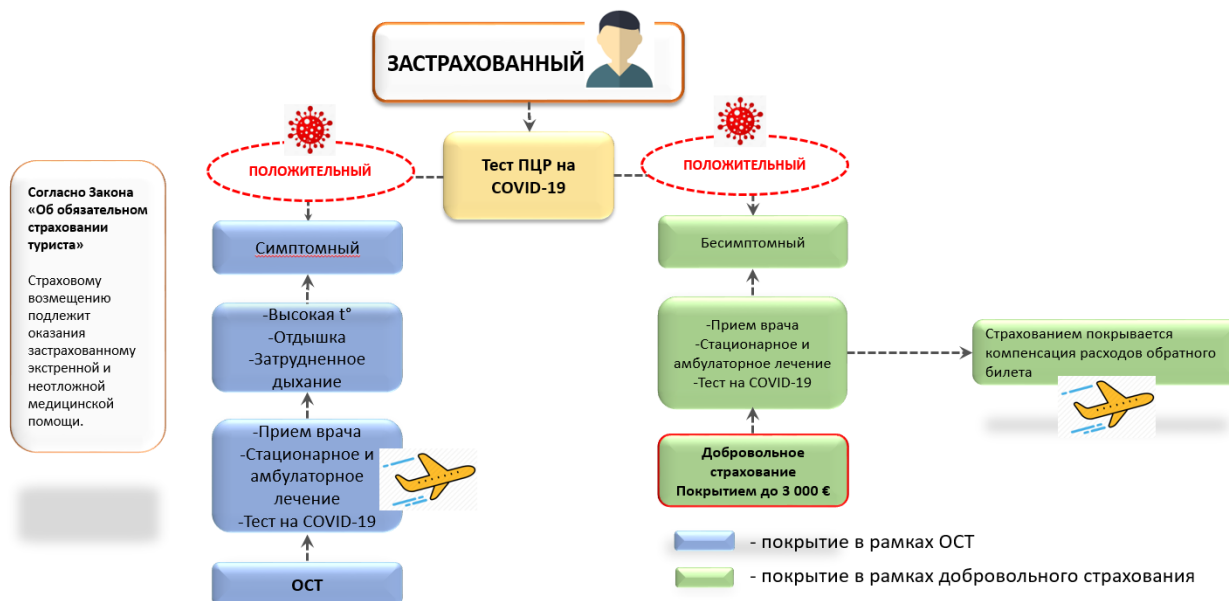 ЗАСТРАХОВАННЫЙ
ПОЛОЖИТЕЛЬНЫЙ
Тест ПЦР на
COVID-19
ПОЛОЖИТЕЛЬНЫЙ
Согласно Закона
«Об обязательном
страховании
туриста»
Страховому
возмещению
подлежит
оказания
застрахованному
экстренной и
неотложной
медицинской
помощи.
Симптомный
-Высокая t°
-Отдышка
-Затрудненное
дыхание
-Прием врача
-Стационарное и
амбулаторное
лечение
-Тест на COVID-19
ОСТ
Бесимптомный
-Прием врача
-Стационарное и
амбулаторное лечение
-Тест на COVID-19
Добровольное
страхование
Покрытием до 3 000 €
Страхованием покрывается
компенсация расходов обратного
билета
- покрытие в рамках ОСТ
- покрытие в рамках добровольного страхования